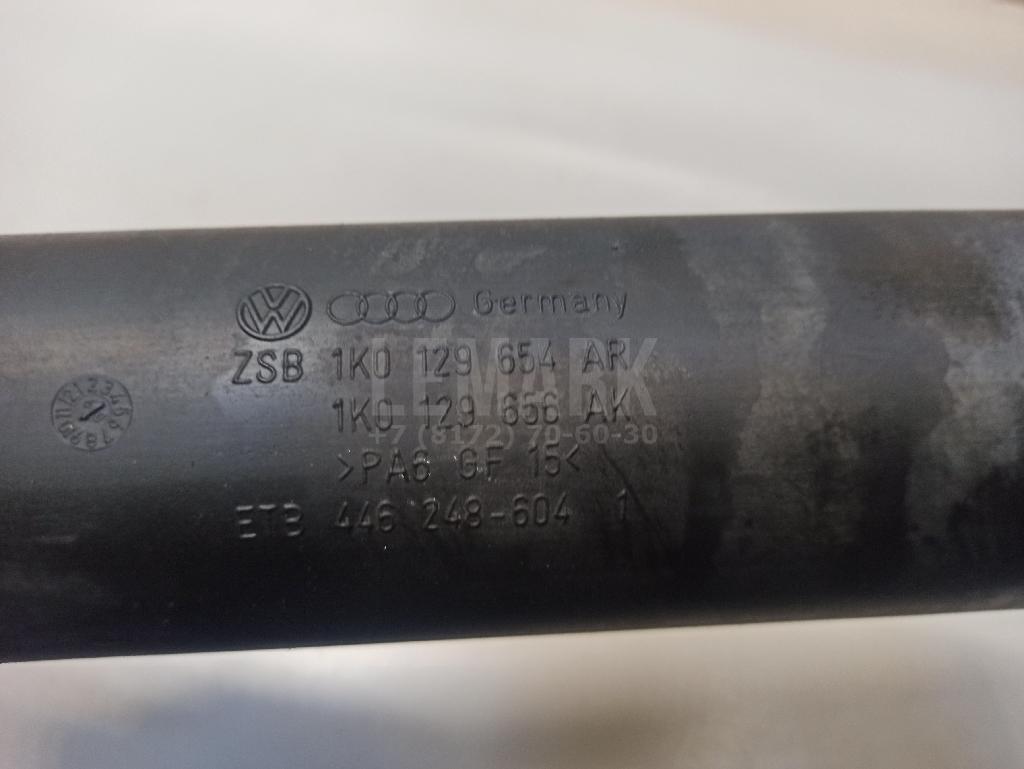 Germany
ZSB 1K0 129 654 AR
1K0 129 656 AK
>PA6 GF 15<
ETB 446 248-604 1
LEMARK
+7 (8172) 70-60-30